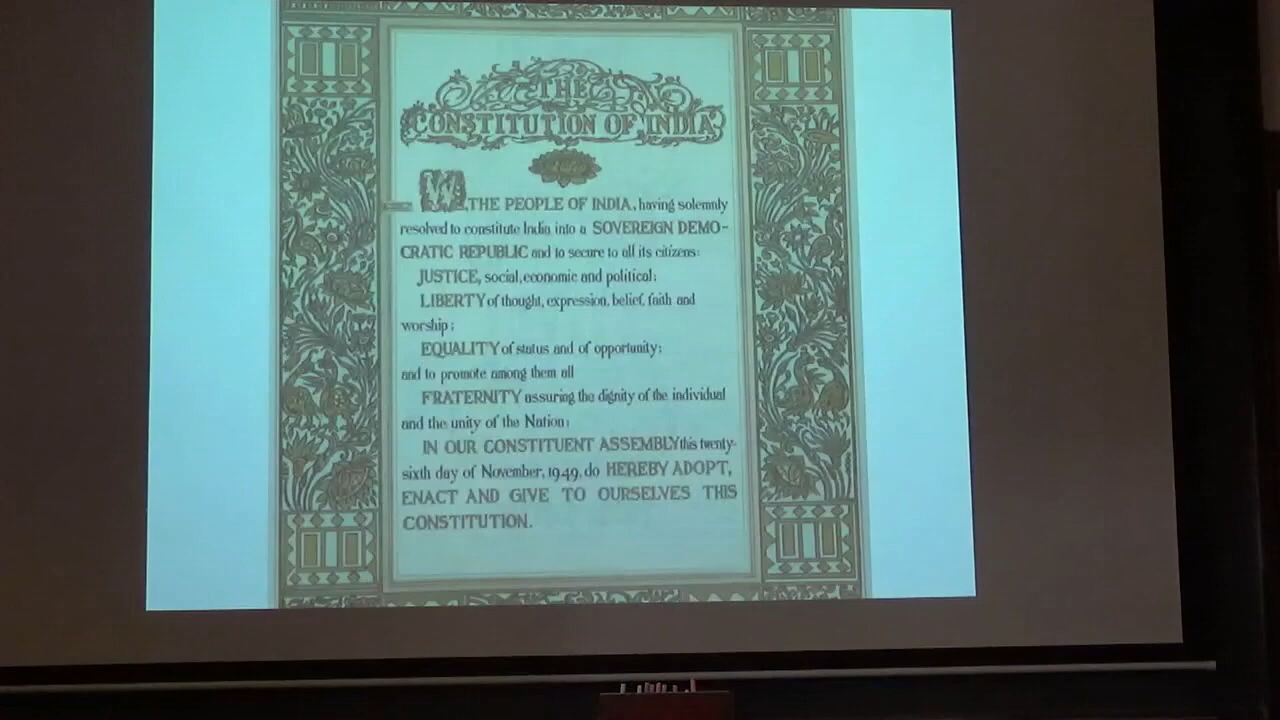 THE
CONSTITUTION OF INDIA
WE, THE PEOPLE OF INDIA, having solemnly
resolved to constitute India into a SOVEREIGN DEMO-
CRATIC REPUBLIC and to secure to all its citizens:
JUSTICE, social, economic and political;
LIBERTY of thought, expression, belief, faith and
worship;
EQUALITY of status and of opportunity;
and to promote among them all
FRATERNITY assuring the dignity of the individual
and the unity of the Nation;
IN OUR CONSTITUENT ASSEMBLY this twenty-
sixth day of November, 1949, do HEREBY ADOPT,
ENACT AND GIVE TO OURSELVES THIS
CONSTITUTION.